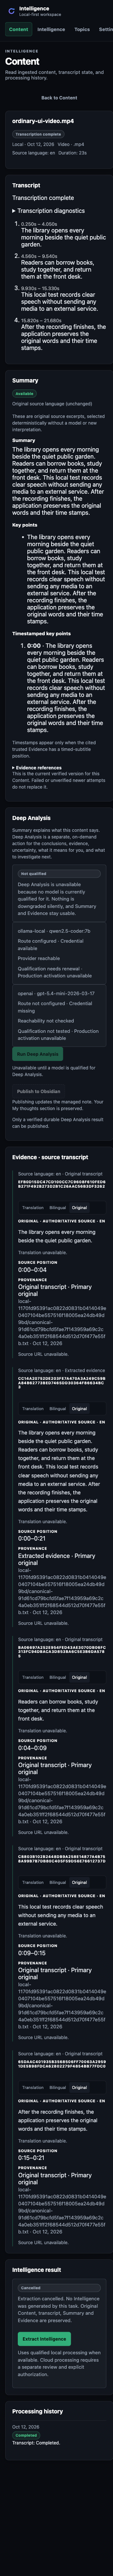 Intelligence
Local-first workspace
Content Intelligence Topics
INTELLIGENCE
Content
Read ingested content, transcript state, and
processing history.
Back to Content
ordinary-ui-video.mp4
Transcription complete
Local · Oct 12, 2026 Video · .mp4
Source language: en Duration: 23s
Transcript
Transcription complete
Transcription diagnostics
1. 0.250s – 4.050s
The library opens every
morning beside the quiet public
garden.
2. 4.560s – 9.540s
Readers can borrow books,
study together, and return
them at the front desk.
3. 9.930s – 15.330s
This local test records clear
speech without sending any
media to an external service.
4. 15.820s – 21.680s
After the recording finishes, the
application preserves the
original words and their time
stamps.
Summary
Available
Original source language (unchanged)
These are original source excerpts, selected
deterministically without a model or new
interpretation.
Summary
The library opens every morning
beside the quiet public garden.
Readers can borrow books, study
together, and return them at the front
desk. This local test records clear
speech without sending any media to
an external service. After the
recording finishes, the application
preserves the original words and their
time stamps.
Key points
• The library opens every morning
beside the quiet public
garden. Readers can borrow
books, study together, and
return them at the front desk.
This local test records clear
speech without sending any
media to an external service.
After the recording finishes, the
application preserves the
original words and their time
stamps.
Timestamped key points
1. 0:00 · The library opens every
morning beside the quiet public
garden. Readers can borrow
books, study together, and
return them at the front desk.
This local test records clear
speech without sending any
media to an external service.
After the recording finishes, the
application preserves the
original words and their time
stamps.
Timestamps appear only when the cited
current Evidence has a timed-subtitle
position.
Evidence references
This is the current verified version for this
Content. Failed or unverified newer attempts
do not replace it.
Deep Analysis
Summary explains what this content says.
Deep Analysis is a separate, on-demand
action for the conclusions, evidence,
uncertainty, what it means for you, and what
to investigate next.
Not qualified
Deep Analysis is unavailable
because no model is currently
qualified for it. Nothing is
downgraded silently, and Summary
and Evidence stay usable.
ollama-local · qwen2.5-coder:7b
Route configured · Credential
available
Provider reachable
Qualification needs renewal ·
Production activation unavailable
openai · gpt-5.4-mini-2026-03-17
Route not configured · Credential
missing
Reachability not checked
Qualification not tested · Production
activation unavailable
Run Deep Analysis
Unavailable until a model is qualified for
Deep Analysis.
Publish to Obsidian
Publishing updates the managed note. Your
My thoughts section is preserved.
Only a verified durable Deep Analysis result
can be published.
Evidence · source transcript
Source language: en · Original transcript
Translation Bilingual Original
ORIGINAL · AUTHORITATIVE SOURCE · EN
The library opens every morning
beside the quiet public garden.
Translation unavailable.
SOURCE POSITION
0:00–0:04
PROVENANCE
Original transcript · Primary
original
Source URL unavailable.
Source language: en · Extracted evidence
Translation Bilingual Original
ORIGINAL · AUTHORITATIVE SOURCE · EN
The library opens every morning
beside the quiet public garden.
Readers can borrow books, study
together, and return them at the
front desk. This local test records
clear speech without sending any
media to an external service.
After the recording finishes, the
application preserves the original
words and their time stamps.
Translation unavailable.
SOURCE POSITION
0:00–0:21
PROVENANCE
Extracted evidence · Primary
original
Source URL unavailable.
Source language: en · Original transcript
Translation Bilingual Original
ORIGINAL · AUTHORITATIVE SOURCE · EN
Readers can borrow books, study
together, and return them at the
front desk.
Translation unavailable.
SOURCE POSITION
0:04–0:09
PROVENANCE
Original transcript · Primary
original
Source URL unavailable.
Source language: en · Original transcript
Translation Bilingual Original
ORIGINAL · AUTHORITATIVE SOURCE · EN
This local test records clear speech
without sending any media to an
external service.
Translation unavailable.
SOURCE POSITION
0:09–0:15
PROVENANCE
Original transcript · Primary
original
Source URL unavailable.
Source language: en · Original transcript
Translation Bilingual Original
ORIGINAL · AUTHORITATIVE SOURCE · EN
After the recording finishes, the
application preserves the original
words and their time stamps.
Translation unavailable.
SOURCE POSITION
0:15–0:21
PROVENANCE
Original transcript · Primary
original
Source URL unavailable.
Intelligence result
Cancelled
Extraction cancelled. No Intelligence
was generated by this task. Original
Content, transcript, Summary and
Evidence are preserved.
Extract Intelligence
Uses qualified local processing when
available. Cloud processing requires
a separate review and explicit
authorization.
Processing history
Oct 12, 2026
Completed
Transcript: Completed.